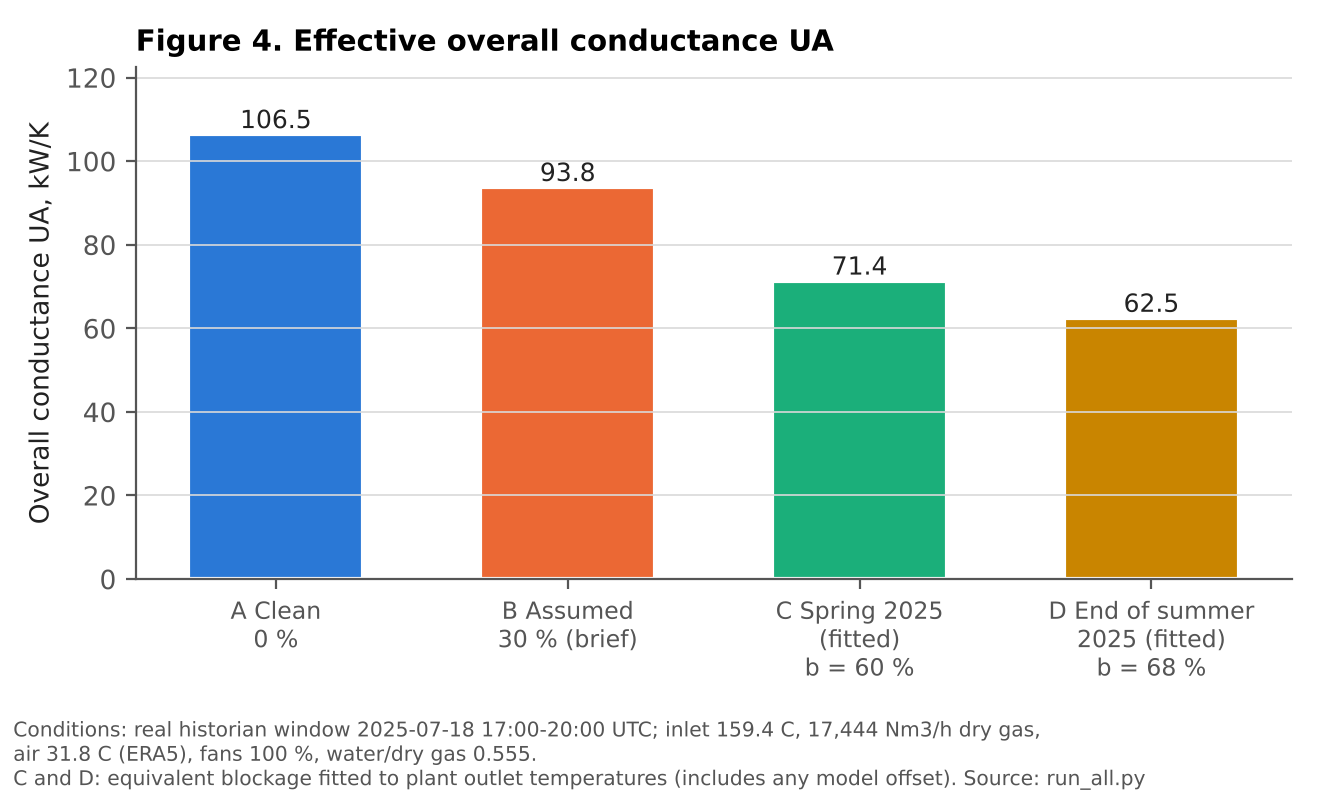 Figure 4. Effective overall conductance UA
Overall conductance UA, kW/K
120
100
80
60
40
20
0
106.5
93.8
71.4
62.5
A Clean
0 %
B Assumed
30 % (brief)
C Spring 2025
(fitted)
b = 60 %
D End of summer
2025 (fitted)
b = 68 %
Conditions: real historian window 2025-07-18 17:00-20:00 UTC; inlet 159.4 C, 17,444 Nm3/h dry gas,
air 31.8 C (ERA5), fans 100 %, water/dry gas 0.555.
C and D: equivalent blockage fitted to plant outlet temperatures (includes any model offset). Source: run_all.py